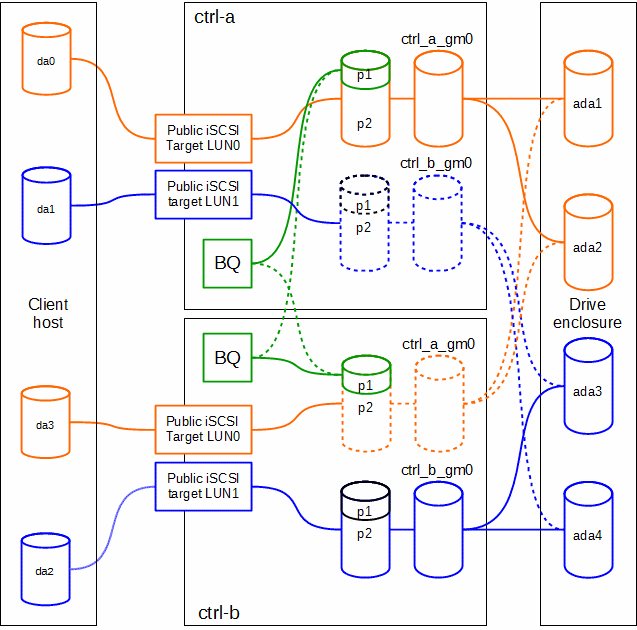 ctrl-a
da0
Public iSCSI
Target LUN0
p1
p2
ctrl_a_gm0
ada1
da1
Public iSCSI
target LUN1
p1
p2
ctrl_b_gm0
ada2
BQ
Client
host
Drive
enclosure
BQ
p1
p2
ctrl_a_gm0
ada3
da3
Public iSCSI
Target LUN0
da2
Public iSCSI
target LUN1
p1
p2
ctrl_b_gm0
ada4
ctrl-b